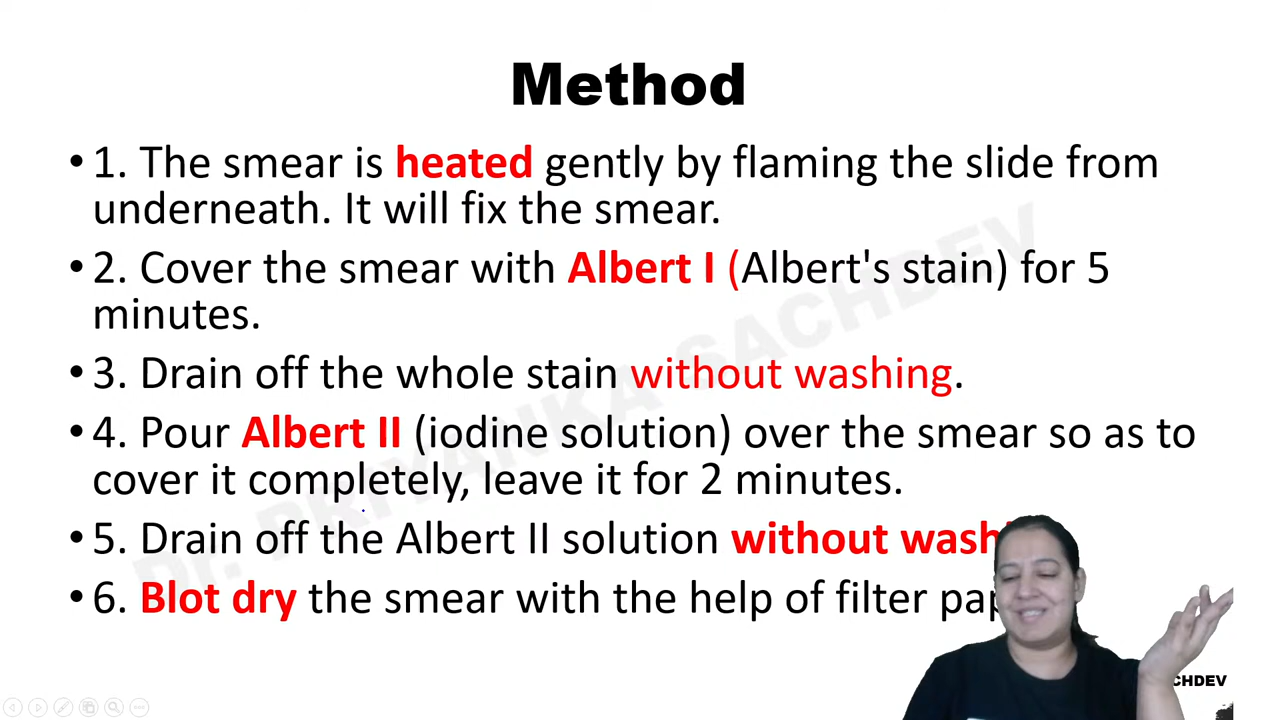 Method
• 1. The smear is heated gently by flaming the slide from
underneath. It will fix the smear.
• 2. Cover the smear with Albert I (Albert's stain) for 5
minutes.
• 3. Drain off the whole stain without washing.
• 4. Pour Albert II (iodine solution) over the smear so as to
cover it completely, leave it for 2 minutes.
• 5. Drain off the Albert II solution without
• 6. Blot dry the smear with the help of filter
DR. PRIYANKA SACHDEV